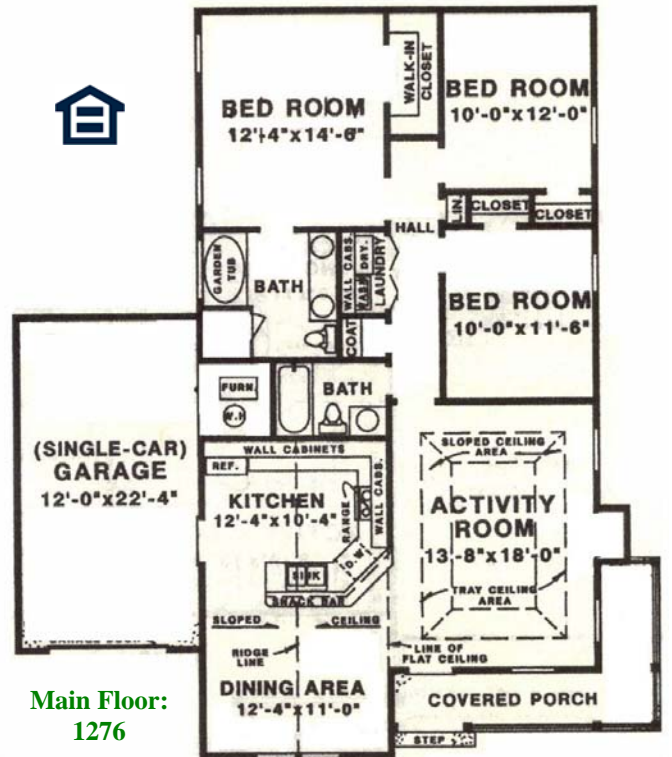 BED ROOM
12'-4"x14'-6"
WALK-IN
CLOSET
BED ROOM
10'-0"x12'-0"
LIN.
CLOSET
CLOSET
HALL
GARDEN
TUB
BATH
WALL CABS.
DRY.
WASH
LAUNDRY
COAT
BED ROOM
10'-0"x11'-6"
FURN.
W.H
BATH
(SINGLE-CAR)
GARAGE
12'-0"x22'-4"
WALL CABINETS
REF.
KITCHEN
12'-4"x10'-4"
RANGE
WALL CABS.
D.W.
SINK
SNACK BAR
SLOPED CEILING
AREA
ACTIVITY
ROOM
13'-8"x18'-0"
TRAY CEILING
AREA
SLOPED
CEILING
RIDGE
LINE
LINE OF
FLAT CEILING
DINING AREA
12'-4"x11'-0"
COVERED PORCH
STEP
Main Floor:
1276